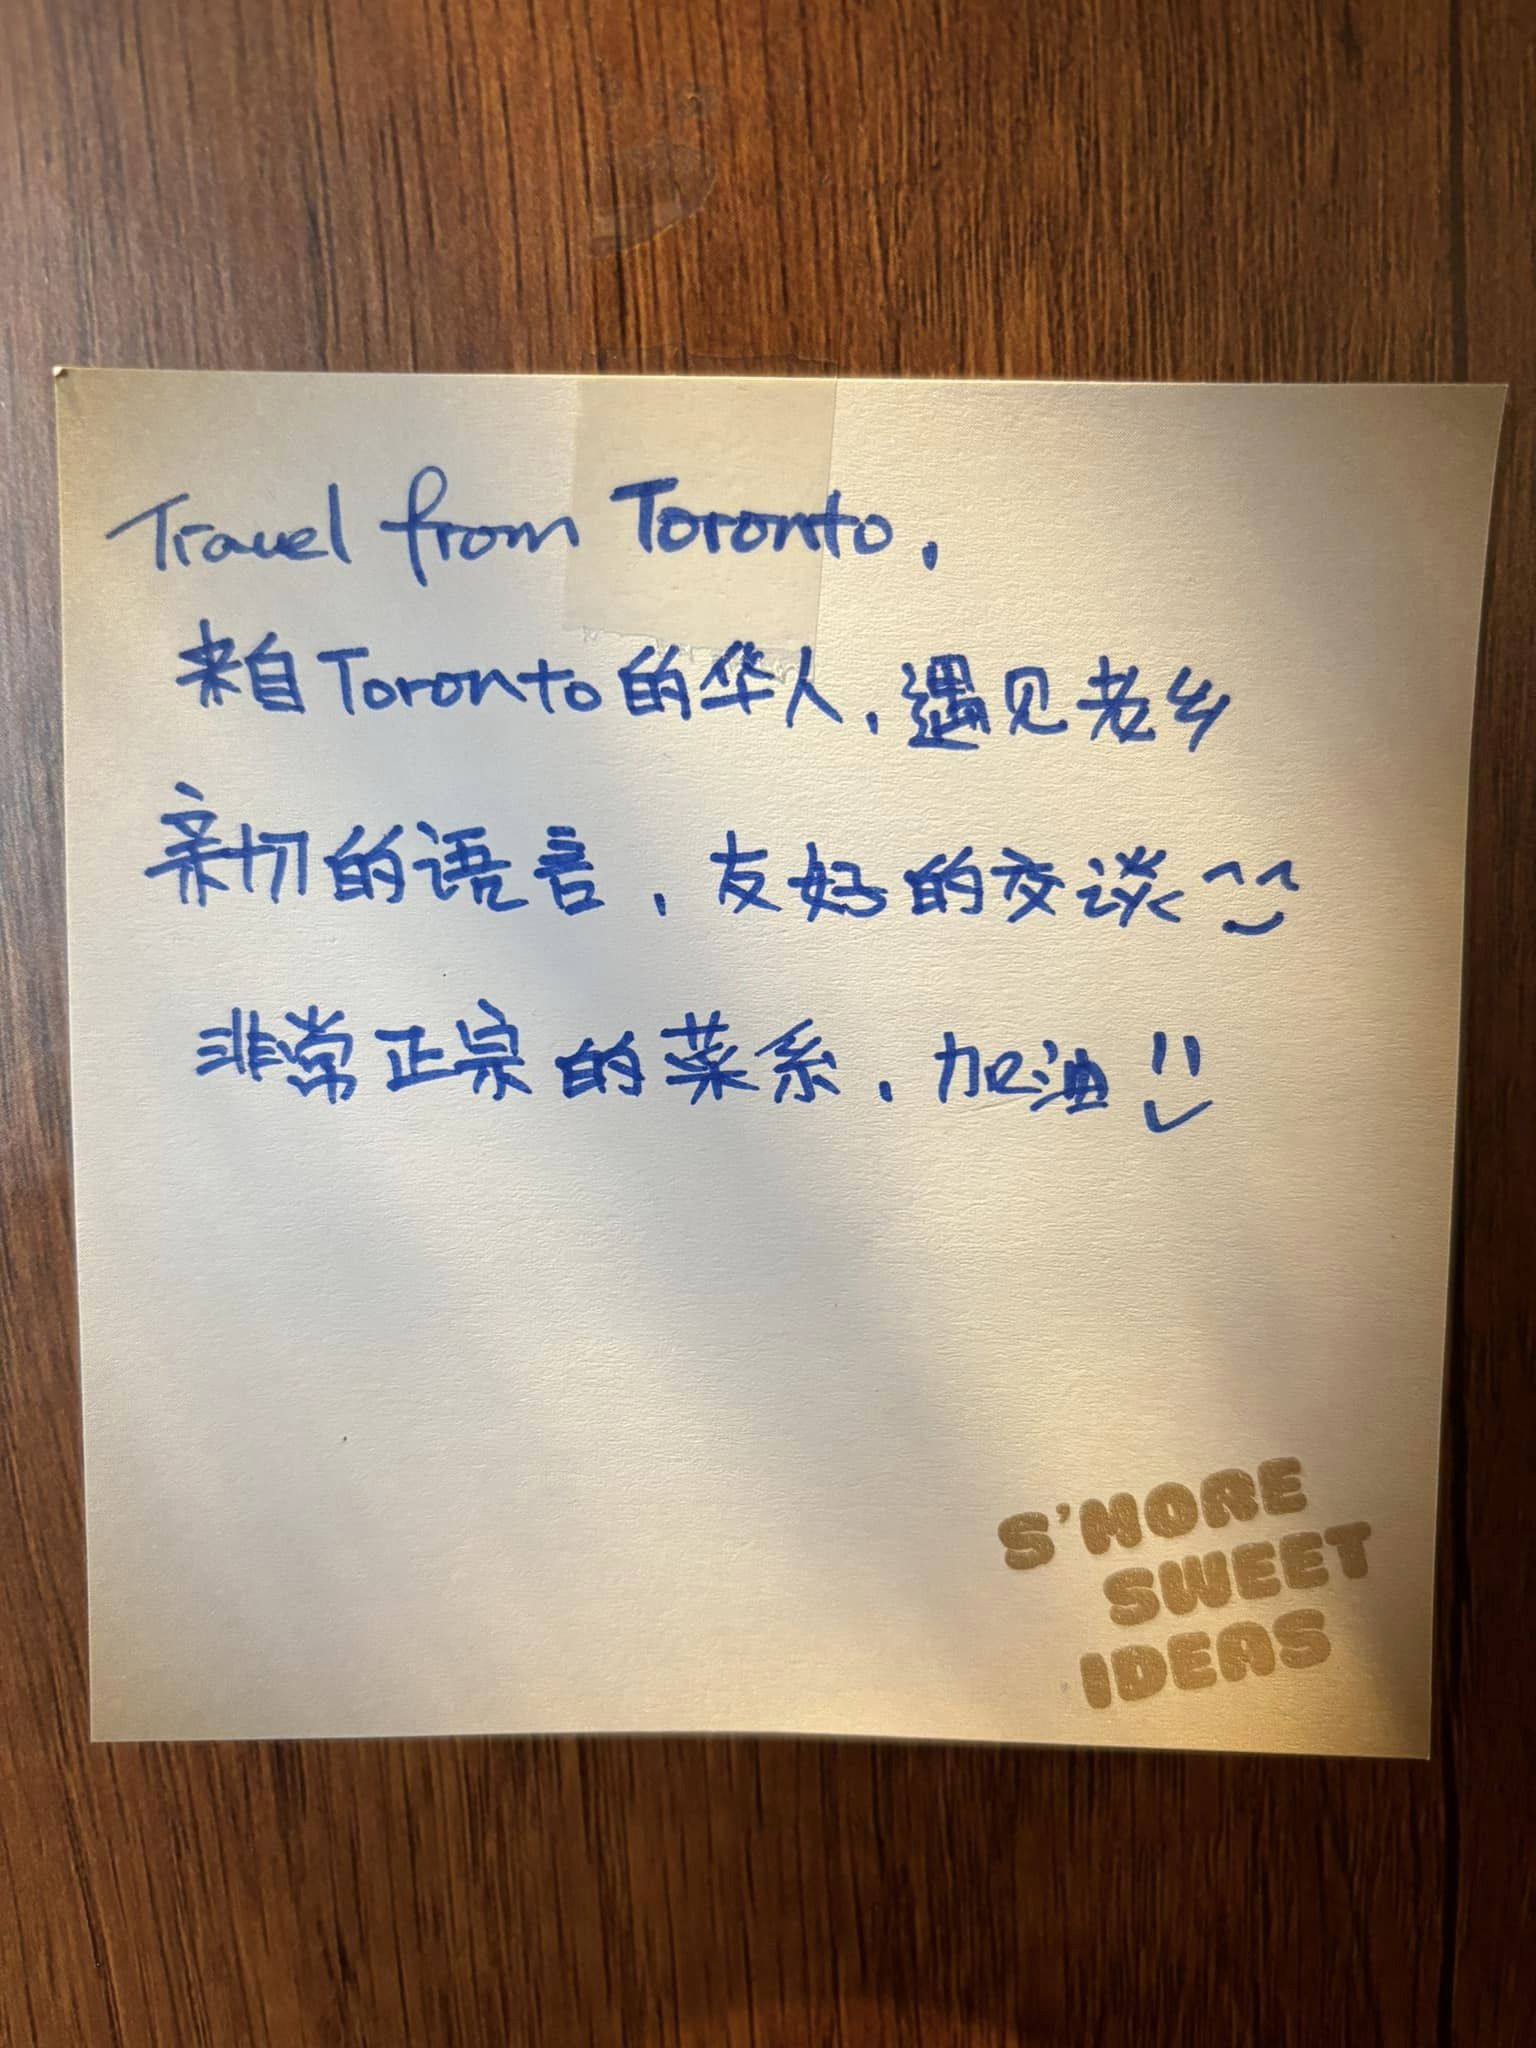 Travel from Toronto.
来自Toronto的华人，遇见老乡
亲切的语言，友好的交谈
非常正宗的菜系，加油
S'MORE
SWEET
IDEAS